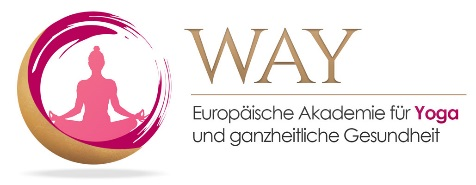 WAY
Europäische Akademie für Yoga
und ganzheitliche Gesundheit